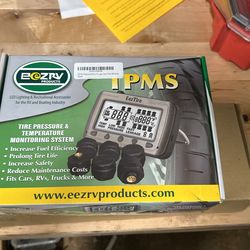 EEZRV
PRODUCTS
LED Lighting & Recreational Accessories
for the RV and Boating Industry
TPMS
EezTire
TIRE PRESSURE &
TEMPERATURE
MONITORING SYSTEM
• Increase Fuel Efficiency
• Prolong Tire Life
• Increase Safety
• Reduce Maintenance Costs
• Fits Cars, RVs, Trucks & More
www.eezrvproducts.com